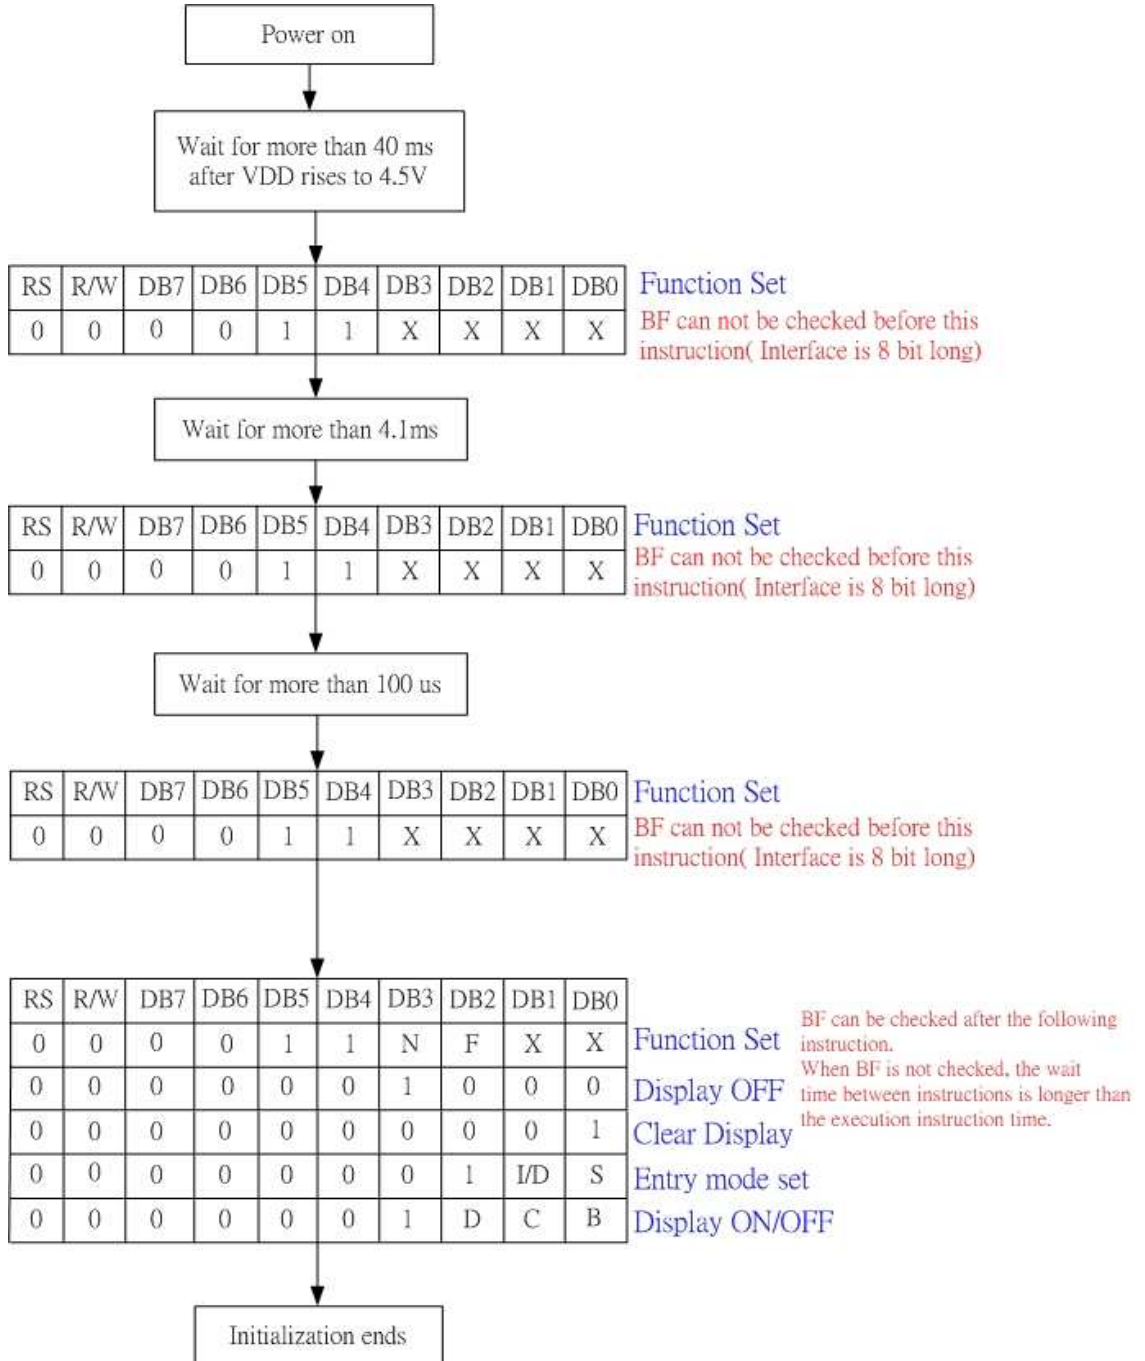 Power on
Wait for more than 40 ms
after VDD rises to 4.5V
RS R/W DB7 DB6 DB5 DB4 DB3 DB2 DB1 DB0 Function Set
0 0 0 0 1 1 X X X X BF can not be checked before this
instruction( Interface is 8 bit long)
Wait for more than 4.1ms
RS R/W DB7 DB6 DB5 DB4 DB3 DB2 DB1 DB0 Function Set
0 0 0 0 1 1 X X X X BF can not be checked before this
instruction( Interface is 8 bit long)
Wait for more than 100 us
RS R/W DB7 DB6 DB5 DB4 DB3 DB2 DB1 DB0 Function Set
0 0 0 0 1 1 X X X X BF can not be checked before this
instruction( Interface is 8 bit long)
RS R/W DB7 DB6 DB5 DB4 DB3 DB2 DB1 DB0
0 0 0 0 1 1 N F X X Function Set
0 0 0 0 0 0 1 0 0 0 Display OFF
0 0 0 0 0 0 0 0 0 1 Clear Display
0 0 0 0 0 0 0 1 I/D S Entry mode set
0 0 0 0 0 0 1 D C B Display ON/OFF
BF can be checked after the following
instruction.
When BF is not checked, the wait
time between instructions is longer than
the execution instruction time.
Initialization ends